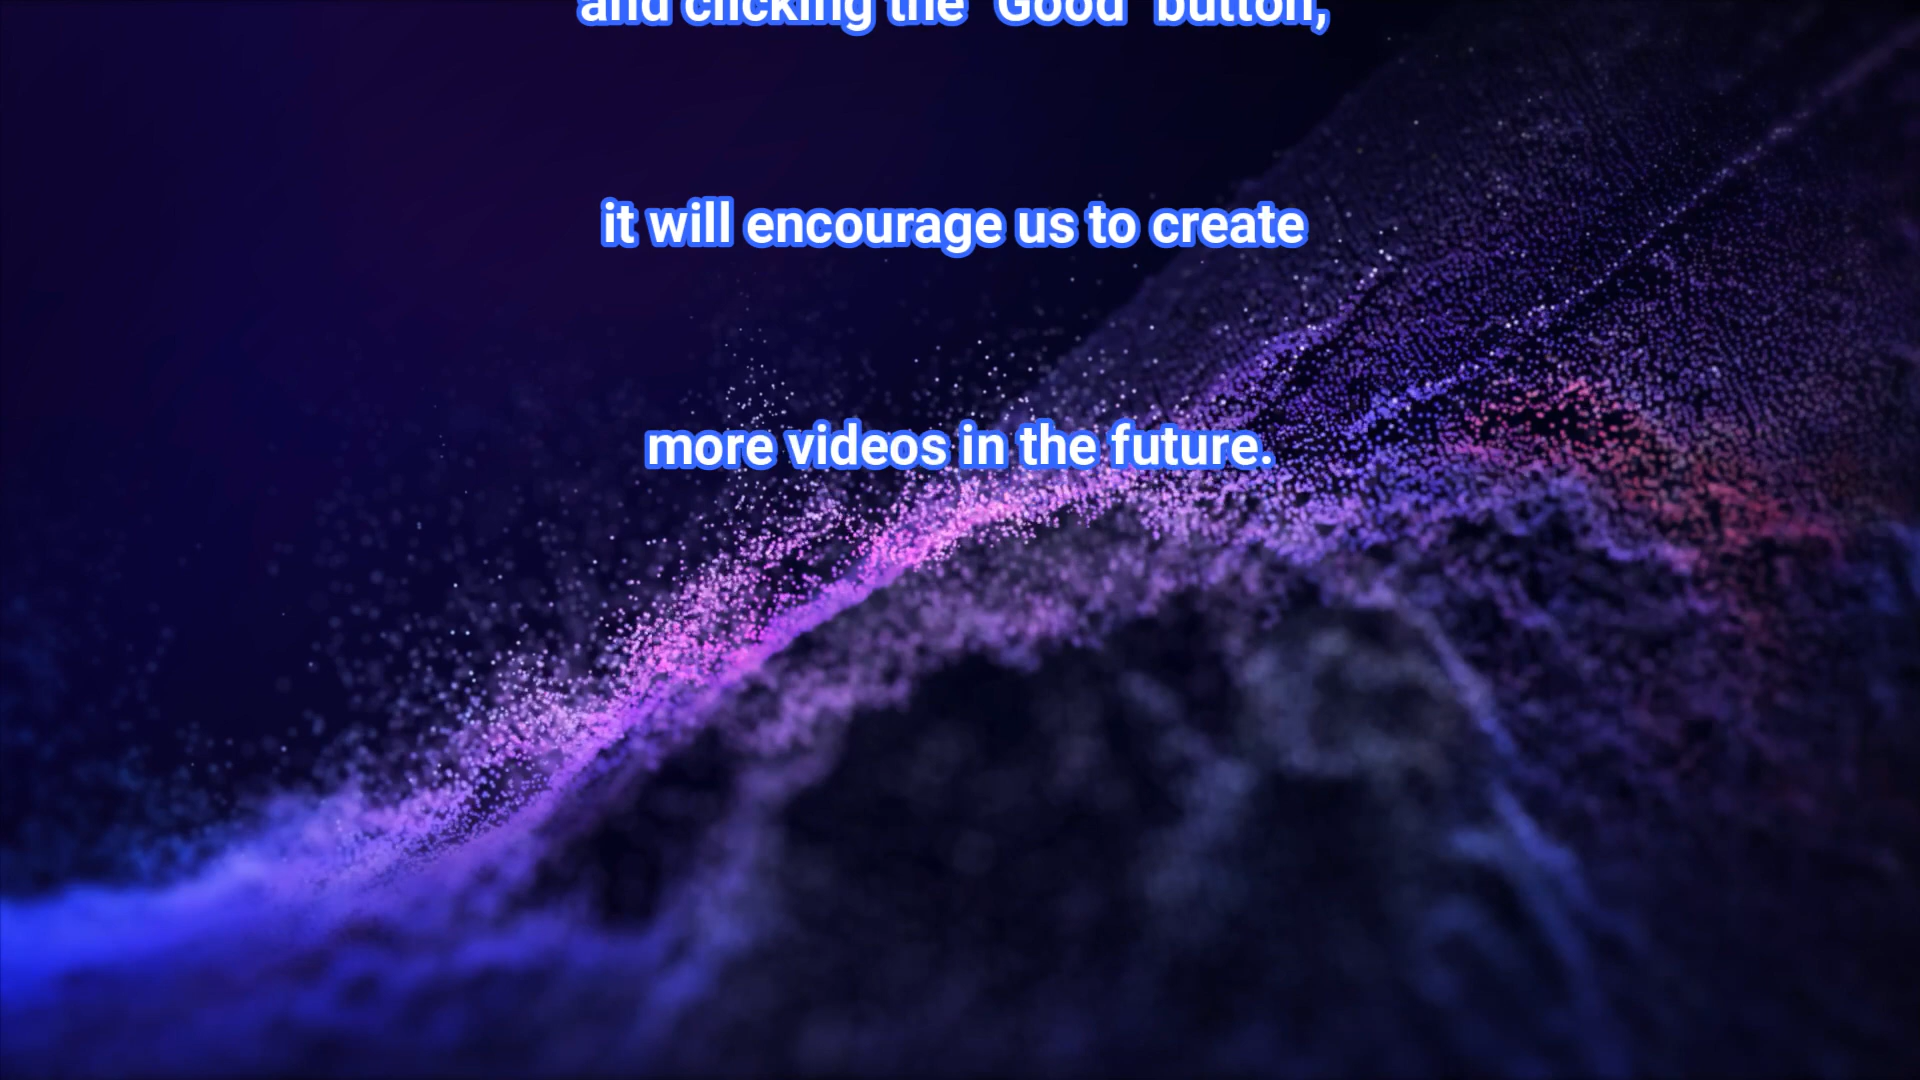 and clicking the "Good" button,
it will encourage us to create
more videos in the future.